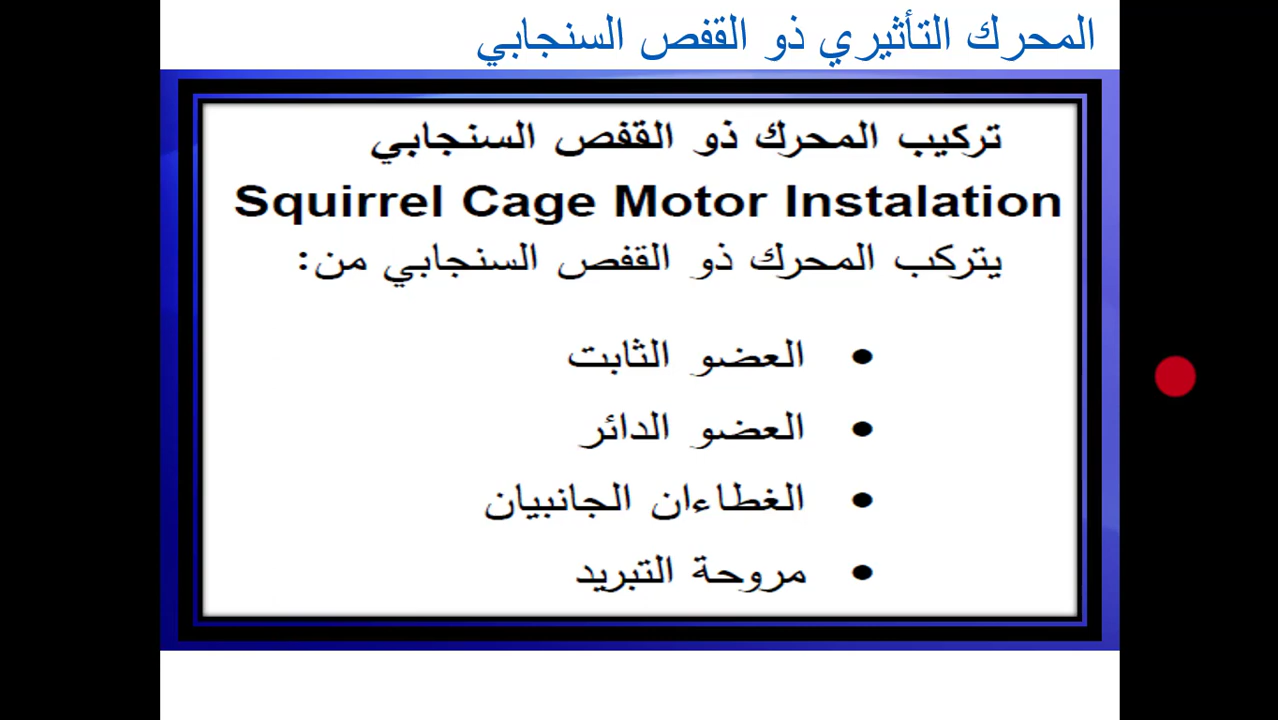 المحرك التأثيري ذو القفص السنجابي
تركيب المحرك ذو القفص السنجابي
Squirrel Cage Motor Instalation
يتركب المحرك ذو القفص السنجابي من:
• العضو الثابت
• العضو الدائر
• الغطاءان الجانبيان
• مروحة التبريد